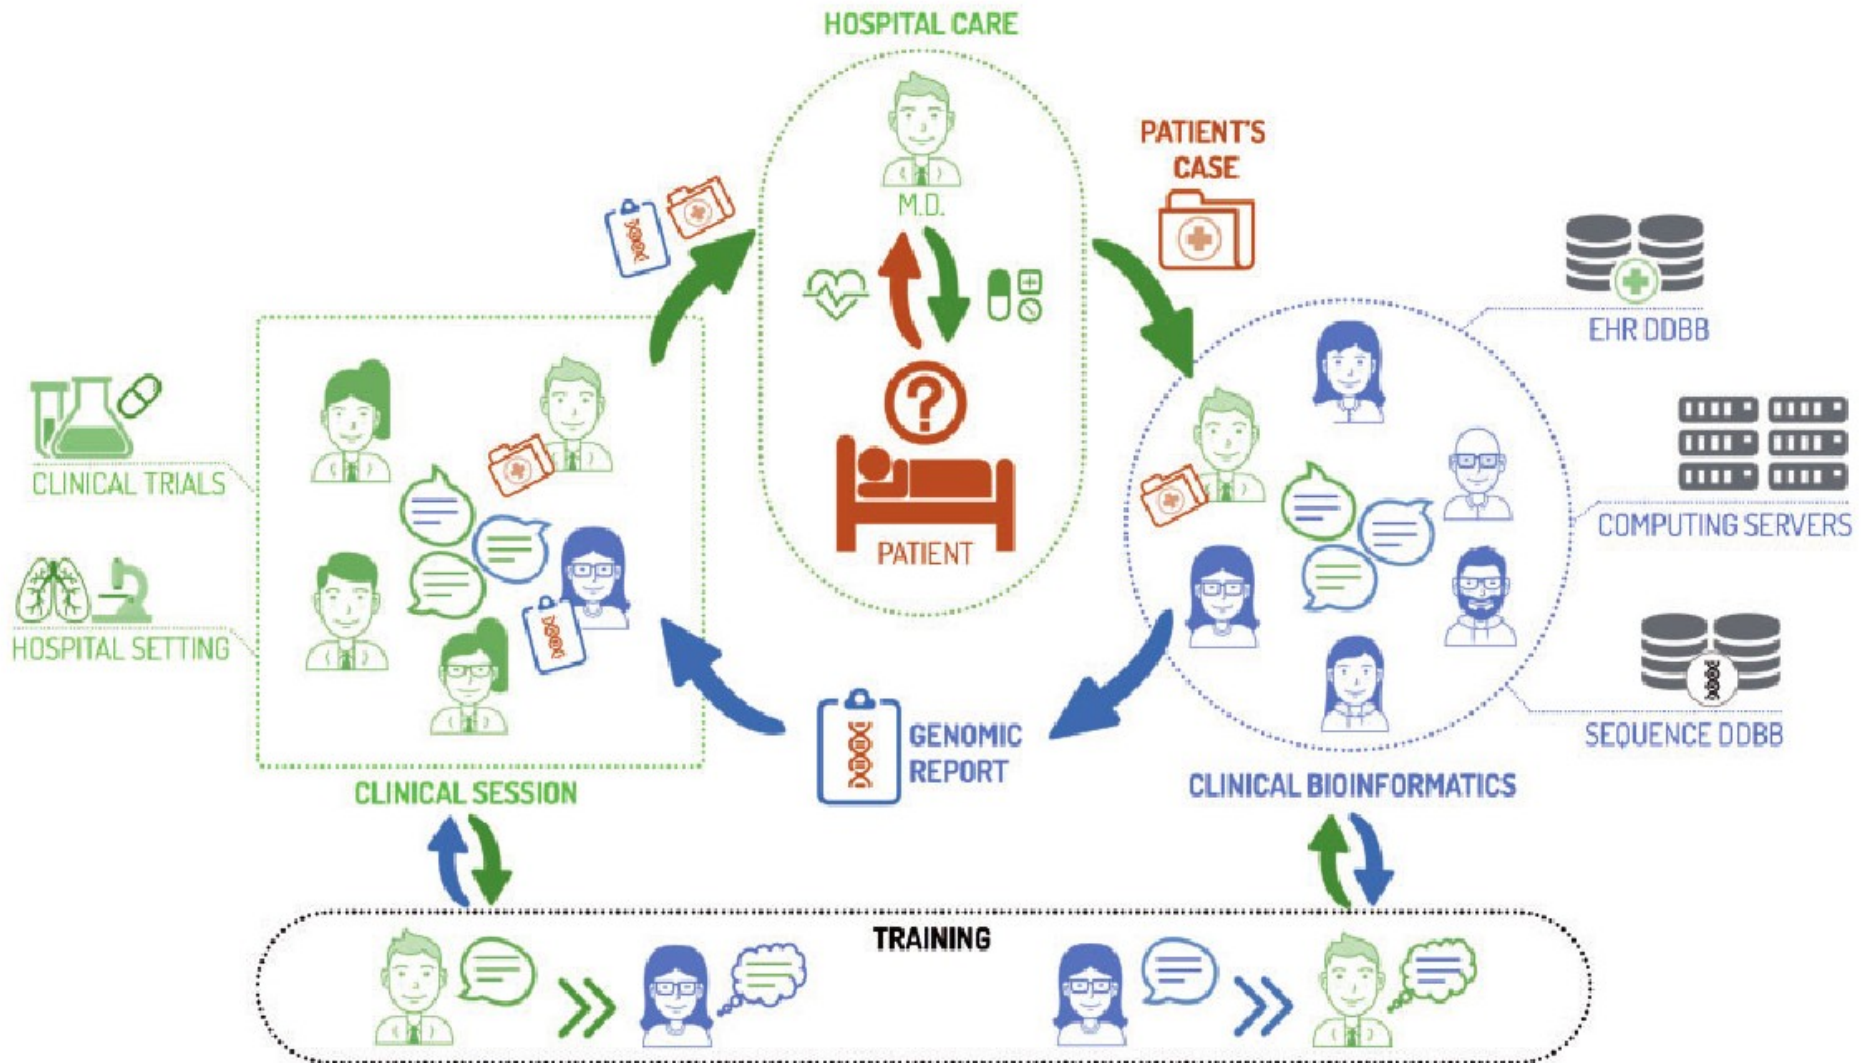 HOSPITAL CARE
M.D.
PATIENT
PATIENT'S
CASE
EHR DDBB
COMPUTING SERVERS
SEQUENCE DDBB
CLINICAL BIOINFORMATICS
GENOMIC
REPORT
CLINICAL TRIALS
HOSPITAL SETTING
CLINICAL SESSION
TRAINING
?